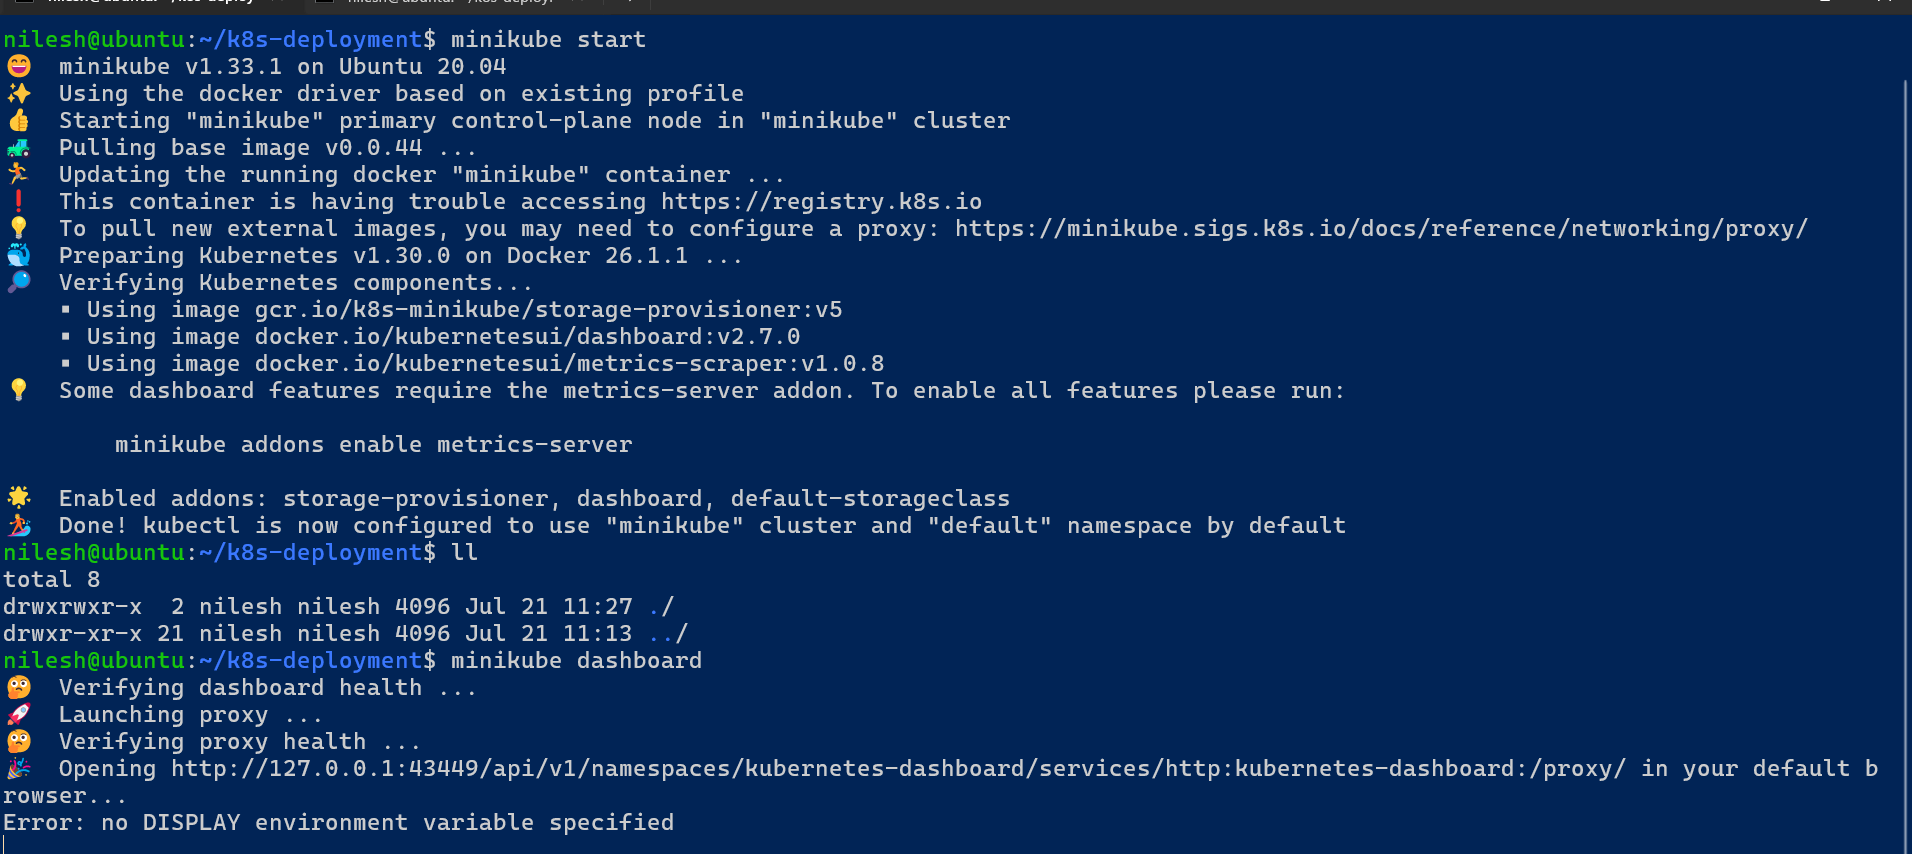 nilesh@ubuntu:~/k8s-deployment$ minikube start
😄  minikube v1.33.1 on Ubuntu 20.04
✨  Using the docker driver based on existing profile
👍  Starting "minikube" primary control-plane node in "minikube" cluster
🚜  Pulling base image v0.0.44 ...
🏃  Updating the running docker "minikube" container ...
❗  This container is having trouble accessing https://registry.k8s.io
💡  To pull new external images, you may need to configure a proxy: https://minikube.sigs.k8s.io/docs/reference/networking/proxy/
🐳  Preparing Kubernetes v1.30.0 on Docker 26.1.1 ...
🔎  Verifying Kubernetes components...
    ▪ Using image gcr.io/k8s-minikube/storage-provisioner:v5
    ▪ Using image docker.io/kubernetesui/dashboard:v2.7.0
    ▪ Using image docker.io/kubernetesui/metrics-scraper:v1.0.8
💡  Some dashboard features require the metrics-server addon. To enable all features please run:
        minikube addons enable metrics-server
🌟  Enabled addons: storage-provisioner, dashboard, default-storageclass
🏄  Done! kubectl is now configured to use "minikube" cluster and "default" namespace by default
nilesh@ubuntu:~/k8s-deployment$ ll
total 8
drwxrwxr-x  2 nilesh nilesh 4096 Jul 21 11:27 ./
drwxr-xr-x 21 nilesh nilesh 4096 Jul 21 11:13 ../
nilesh@ubuntu:~/k8s-deployment$ minikube dashboard
🤔  Verifying dashboard health ...
🚀  Launching proxy ...
🤔  Verifying proxy health ...
🎉  Opening http://127.0.0.1:43449/api/v1/namespaces/kubernetes-dashboard/services/http:kubernetes-dashboard:/proxy/ in your default b
rowser...
Error: no DISPLAY environment variable specified